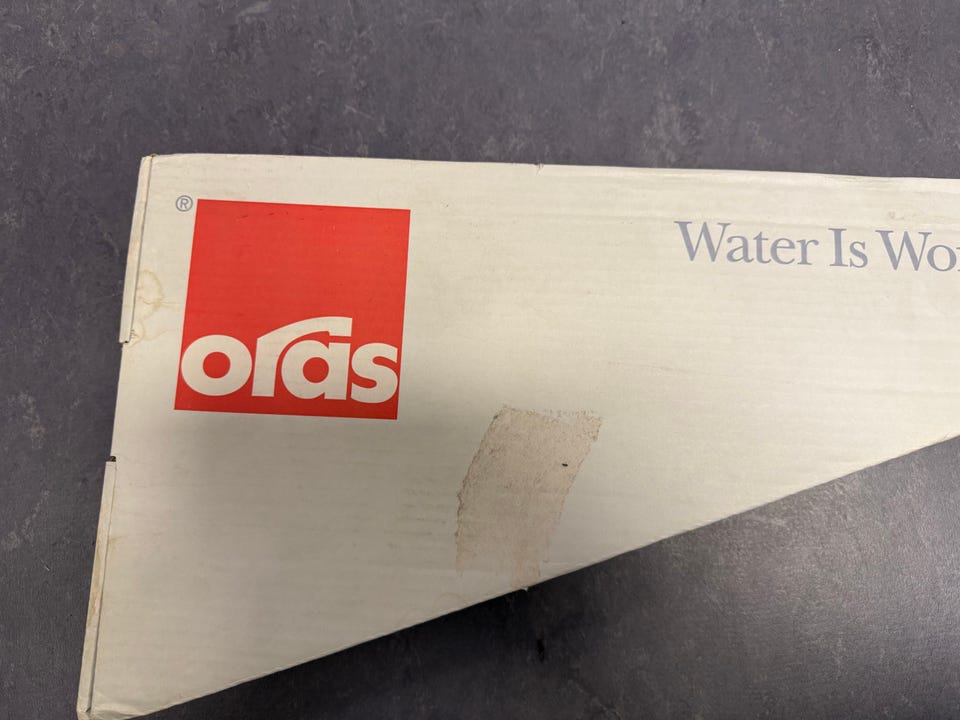 ®
Water Is
oras